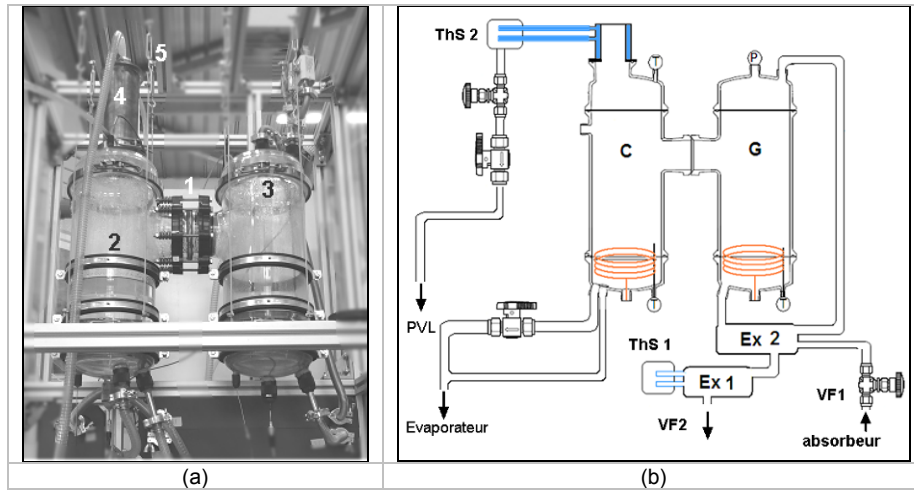 1
2
3
4
5
(a)
ThS 2
T
P
C
G
T
T
PVL
Ex 2
ThS 1
Ex 1
VF1
VF2
Evaporateur
absorbeur
(b)